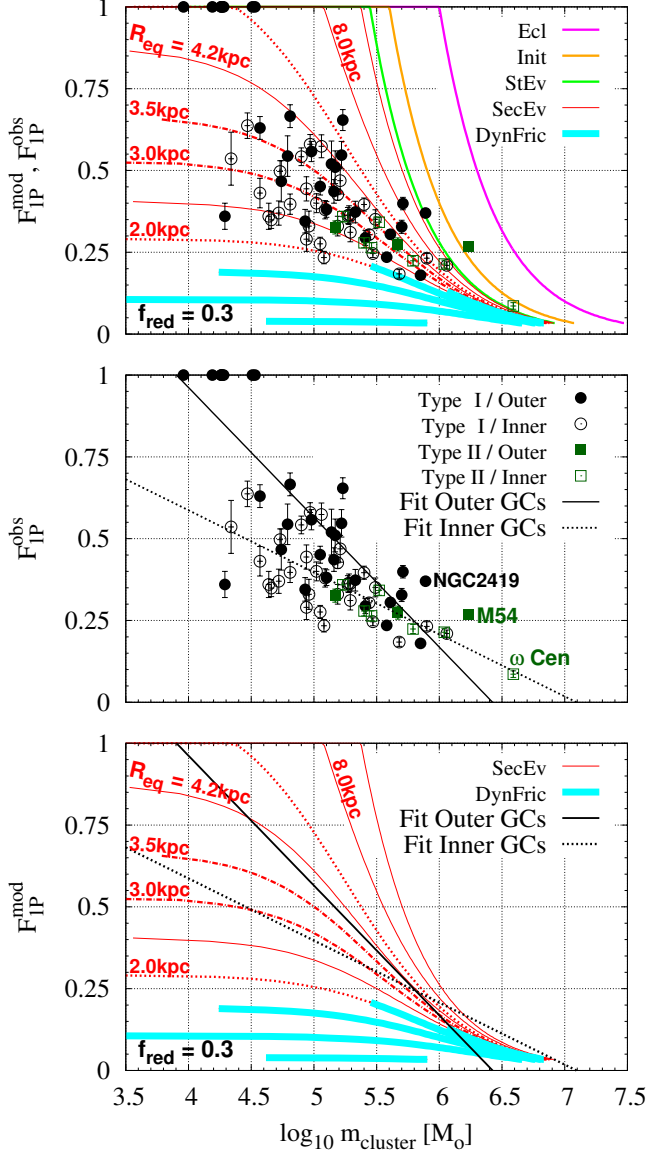 1
0.75
0.5
0.25
0
F_1P^mod , F_1P^obs
R_eq = 4.2kpc
8.0kpc
3.5kpc
3.0kpc
2.0kpc
f_red = 0.3
Ecl
Init
StEv
SecEv
DynFric
1
0.75
0.5
0.25
0
F_1P^obs
Type I / Outer
Type I / Inner
Type II / Outer
Type II / Inner
Fit Outer GCs
Fit Inner GCs
NGC2419
M54
ω Cen
1
0.75
0.5
0.25
0
F_1P^mod
R_eq = 4.2kpc
8.0kpc
3.5kpc
3.0kpc
2.0kpc
f_red = 0.3
SecEv
DynFric
Fit Outer GCs
Fit Inner GCs
3.5 4 4.5 5 5.5 6 6.5 7 7.5
log_10 m_cluster [M_o]